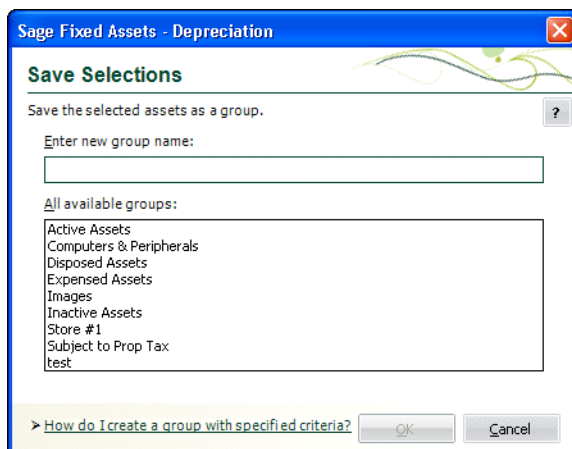 Sage Fixed Assets - Depreciation
Save Selections
Save the selected assets as a group.
?
Enter new group name:
All available groups:
Active Assets
Computers & Peripherals
Disposed Assets
Expensed Assets
Images
Inactive Assets
Store #1
Subject to Prop Tax
test
➤ How do I create a group with specified criteria?
OK
Cancel